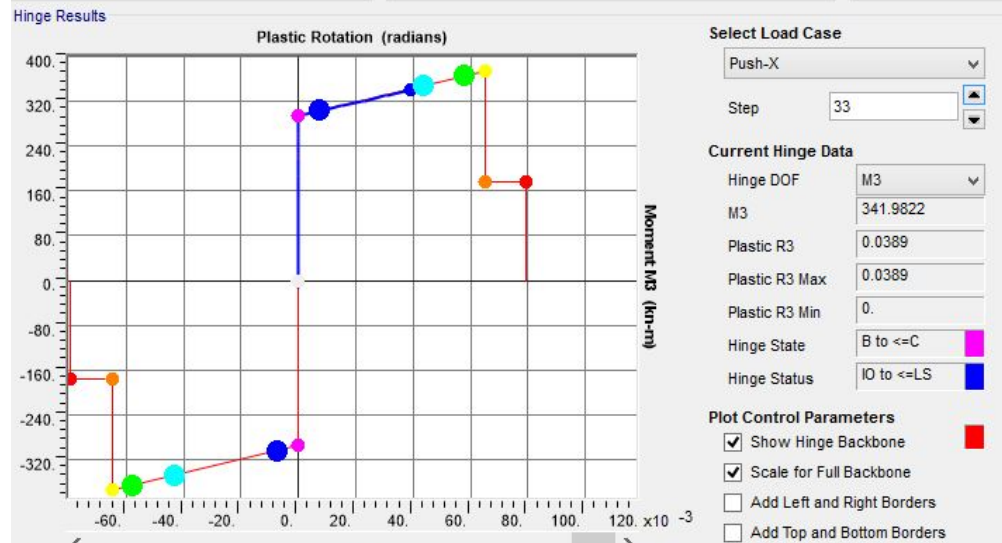 Hinge Results
Plastic Rotation (radians)
400.
320.
240.
160.
80.
0.
-80.
-160.
-240.
-320.
-60. -40. -20. 0. 20. 40. 60. 80. 100. 120. x10 -3
Moment M3 (kn-m)
Select Load Case
Push-X
Step 33
Current Hinge Data
Hinge DOF M3
M3 341.9822
Plastic R3 0.0389
Plastic R3 Max 0.0389
Plastic R3 Min 0.
Hinge State B to <=C
Hinge Status IO to <=LS
Plot Control Parameters
Show Hinge Backbone
Scale for Full Backbone
Add Left and Right Borders
Add Top and Bottom Borders